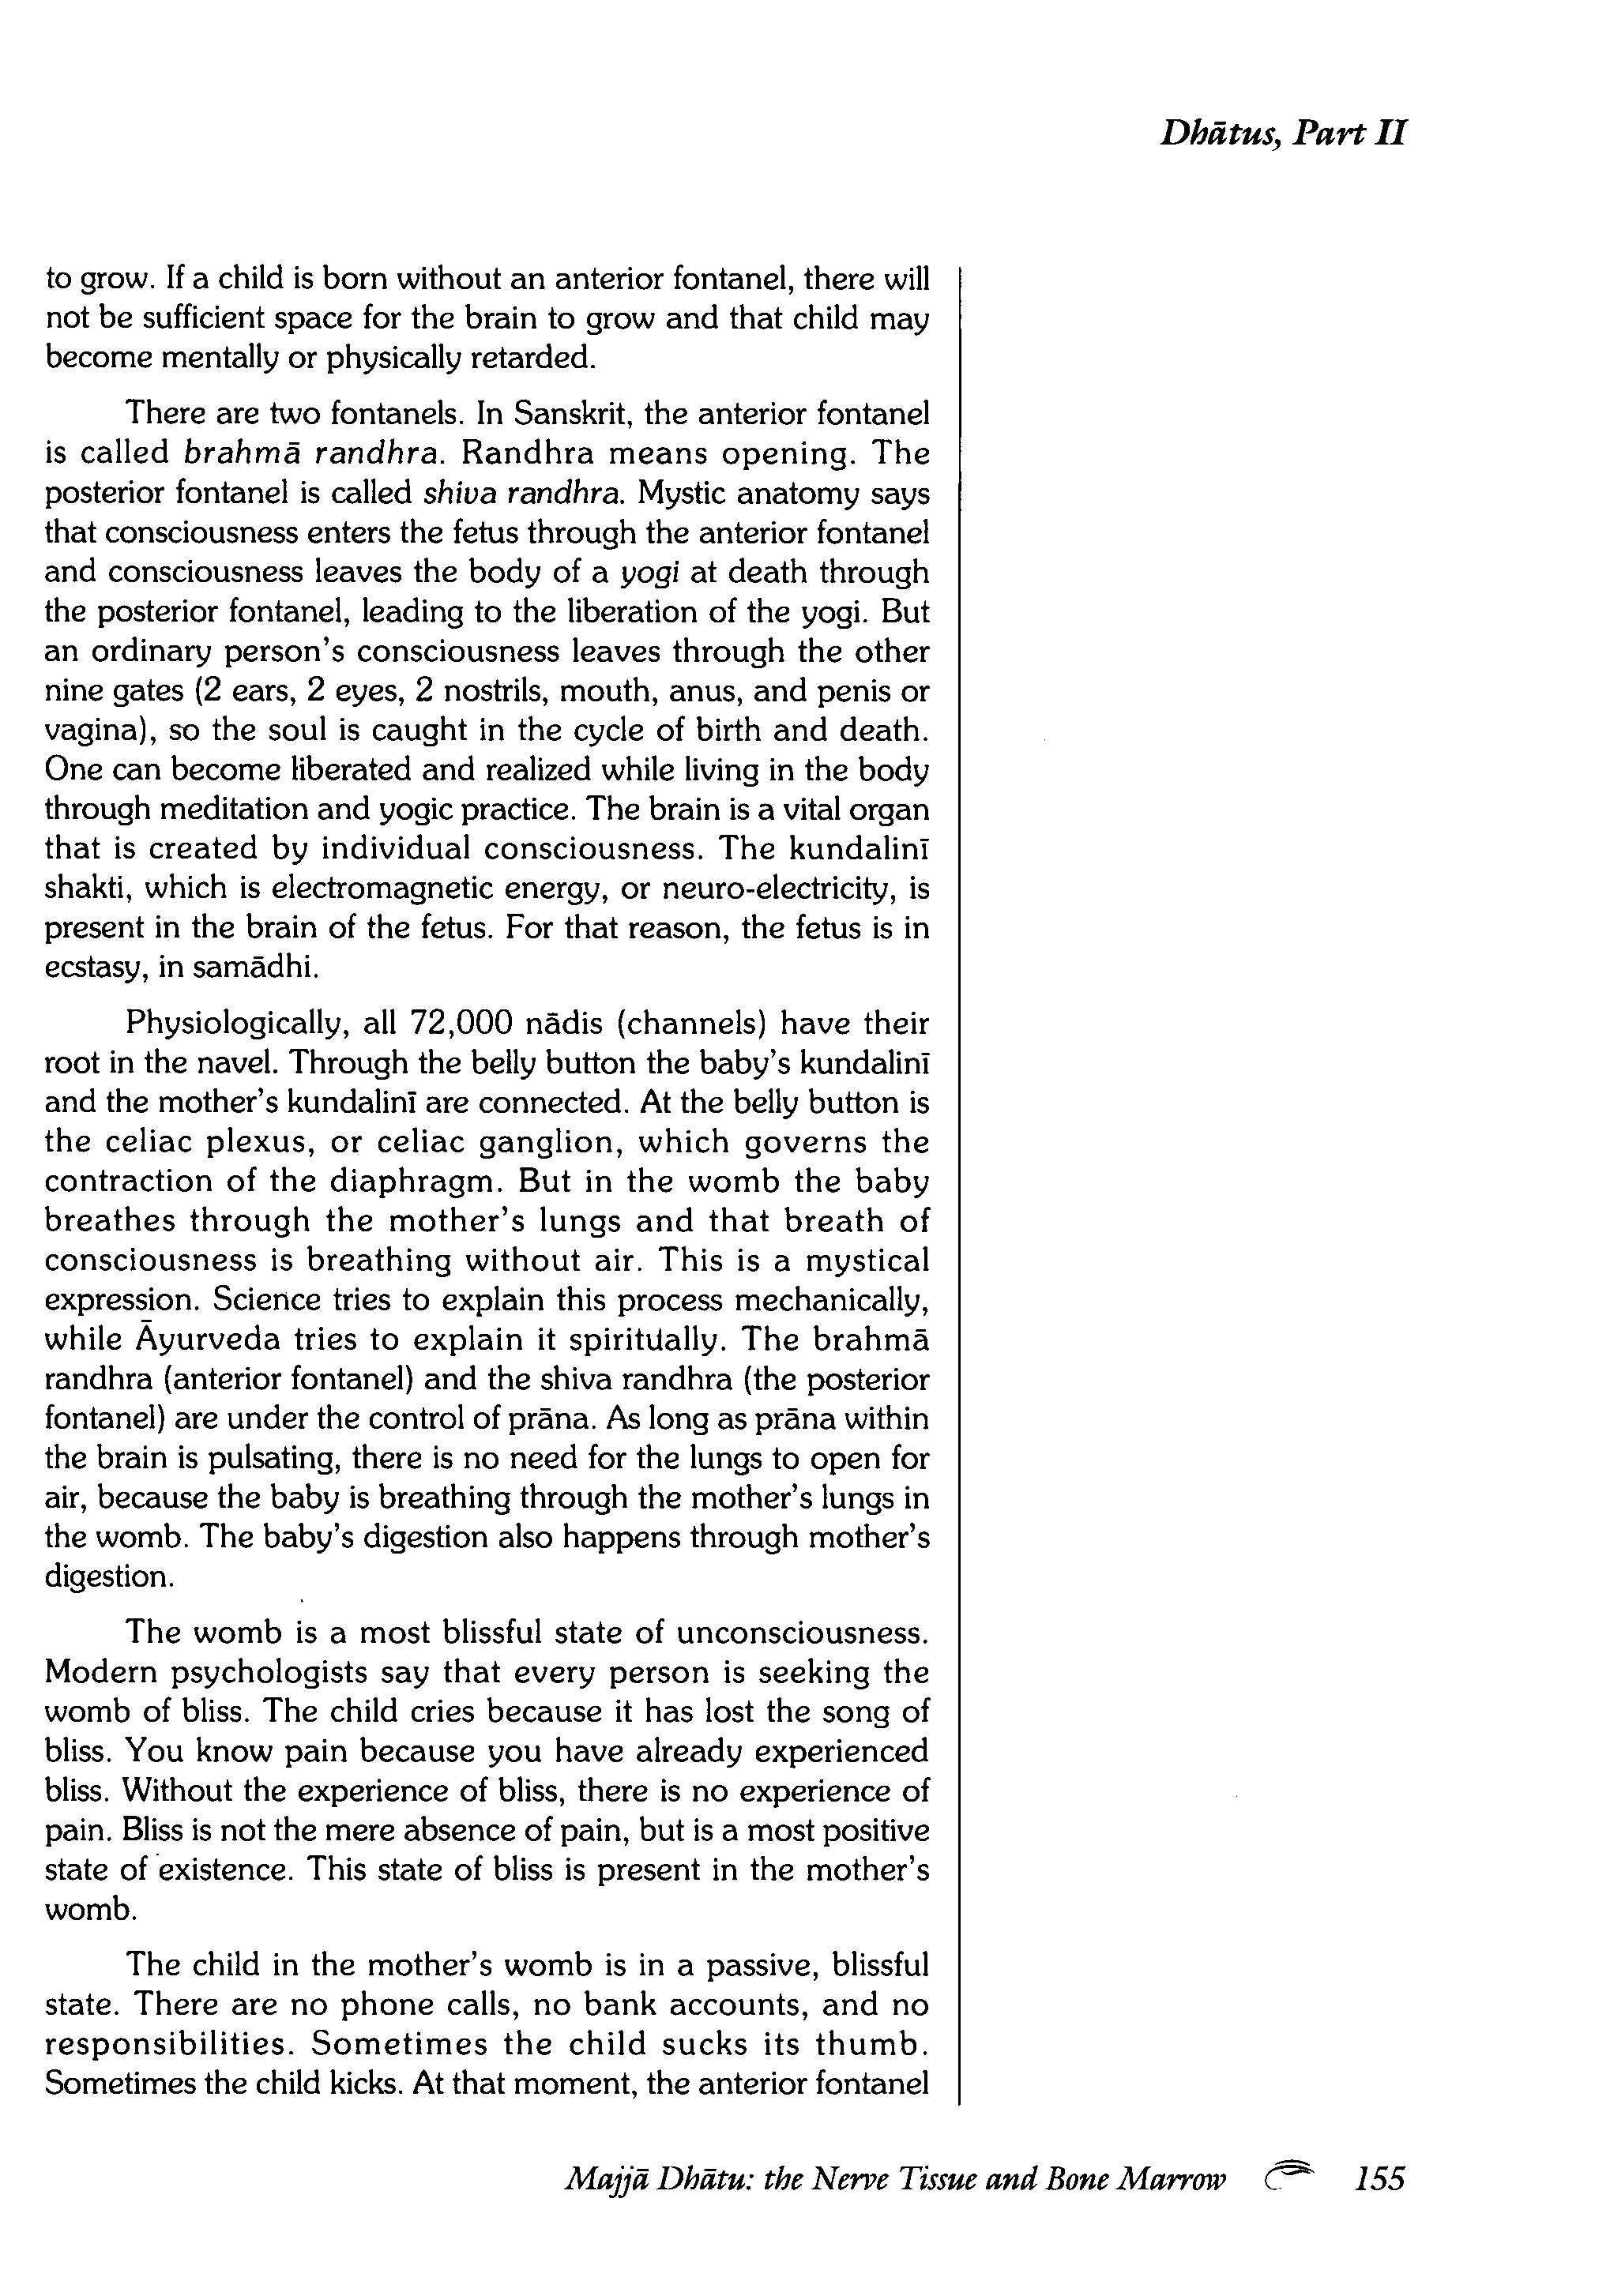 Dhātus, Part II
to grow. If a child is born without an anterior fontanel, there will
not be sufficient space for the brain to grow and that child may
become mentally or physically retarded.
There are two fontanels. In Sanskrit, the anterior fontanel
is called brahmā randhra. Randhra means opening. The
posterior fontanel is called shiva randhra. Mystic anatomy says
that consciousness enters the fetus through the anterior fontanel
and consciousness leaves the body of a yogi at death through
the posterior fontanel, leading to the liberation of the yogi. But
an ordinary person's consciousness leaves through the other
nine gates (2 ears, 2 eyes, 2 nostrils, mouth, anus, and penis or
vagina), so the soul is caught in the cycle of birth and death.
One can become liberated and realized while living in the body
through meditation and yogic practice. The brain is a vital organ
that is created by individual consciousness. The kundalinī
shakti, which is electromagnetic energy, or neuro-electricity, is
present in the brain of the fetus. For that reason, the fetus is in
ecstasy, in samādhi.
Physiologically, all 72,000 nādis (channels) have their
root in the navel. Through the belly button the baby's kundalinī
and the mother's kundalinī are connected. At the belly button is
the celiac plexus, or celiac ganglion, which governs the
contraction of the diaphragm. But in the womb the baby
breathes through the mother's lungs and that breath of
consciousness is breathing without air. This is a mystical
expression. Science tries to explain this process mechanically,
while Āyurveda tries to explain it spiritually. The brahmā
randhra (anterior fontanel) and the shiva randhra (the posterior
fontanel) are under the control of prāna. As long as prāna within
the brain is pulsating, there is no need for the lungs to open for
air, because the baby is breathing through the mother's lungs in
the womb. The baby's digestion also happens through mother's
digestion.
The womb is a most blissful state of unconsciousness.
Modern psychologists say that every person is seeking the
womb of bliss. The child cries because it has lost the song of
bliss. You know pain because you have already experienced
bliss. Without the experience of bliss, there is no experience of
pain. Bliss is not the mere absence of pain, but is a most positive
state of existence. This state of bliss is present in the mother's
womb.
The child in the mother's womb is in a passive, blissful
state. There are no phone calls, no bank accounts, and no
responsibilities. Sometimes the child sucks its thumb.
Sometimes the child kicks. At that moment, the anterior fontanel
Majjā Dhātu: the Nerve Tissue and Bone Marrow 155